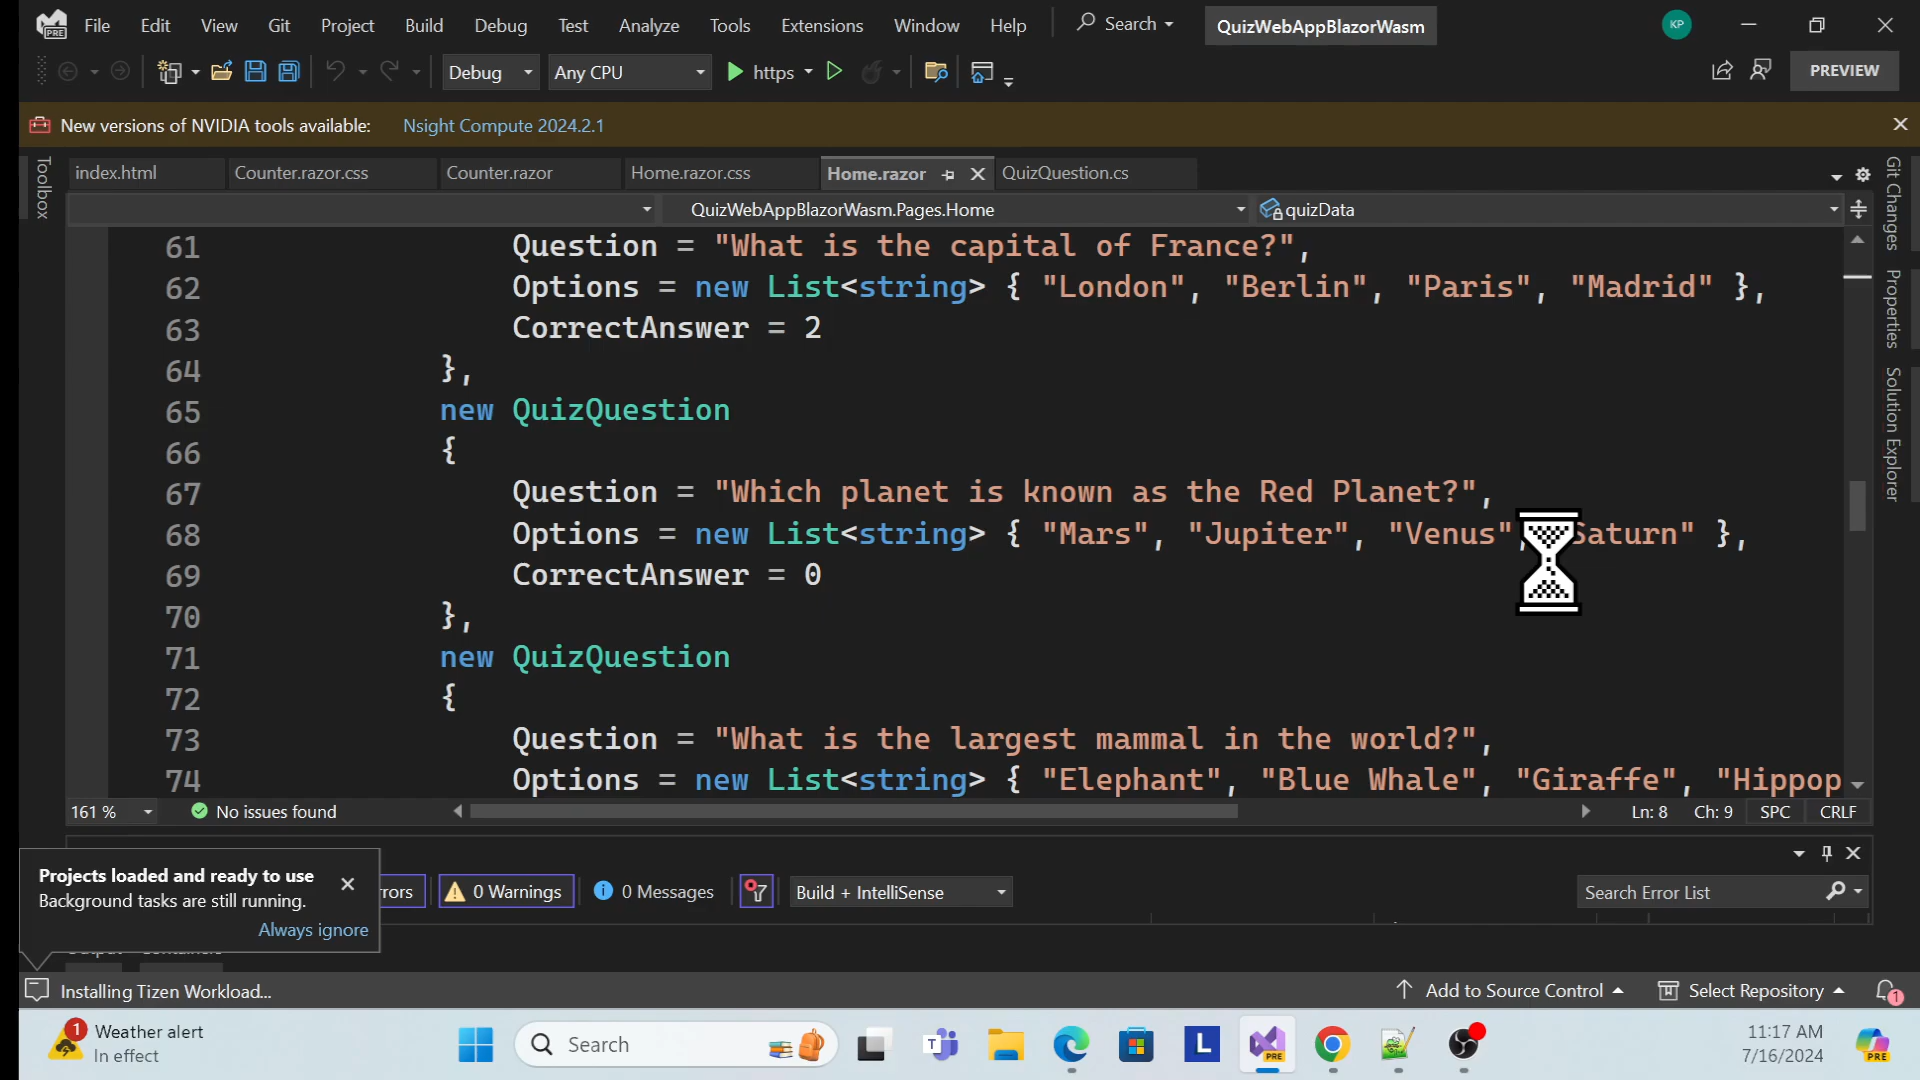 File Edit View Git Project Build Debug Test Analyze Tools Extensions Window Help Search QuizWebAppBlazorWasm KP
PRE
Debug Any CPU https PREVIEW
New versions of NVIDIA tools available: Nsight Compute 2024.2.1
Toolbox
index.html Counter.razor.css Counter.razor Home.razor.css Home.razor QuizQuestion.cs
QuizWebAppBlazorWasm.Pages.Home quizData
61 Question = "What is the capital of France?",
62 Options = new List<string> { "London", "Berlin", "Paris", "Madrid" },
63 CorrectAnswer = 2
64 },
65 new QuizQuestion
66 {
67 Question = "Which planet is known as the Red Planet?",
68 Options = new List<string> { "Mars", "Jupiter", "Venus", Saturn" },
69 CorrectAnswer = 0
70 },
71 new QuizQuestion
72 {
73 Question = "What is the largest mammal in the world?",
74 Options = new List<string> { "Elephant", "Blue Whale", "Giraffe", "Hippop
Git Changes
Properties
Solution Explorer
161 % No issues found Ln: 8 Ch: 9 SPC CRLF
Projects loaded and ready to use
Background tasks are still running.
Always ignore
rors 0 Warnings 0 Messages Build + IntelliSense Search Error List
Installing Tizen Workload... Add to Source Control Select Repository 1
1 Weather alert
In effect
Search
T
L
PRE
11:17 AM
7/16/2024
PRE